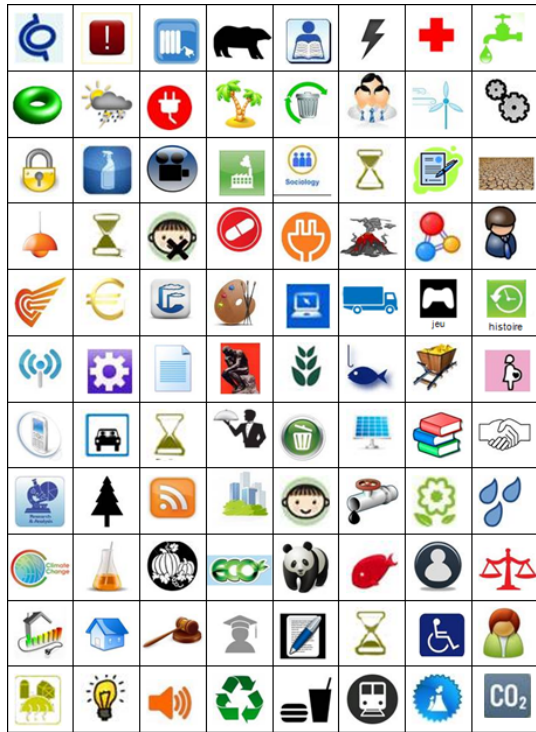 !
Sociology
€
jeu
histoire
Research
& Analysis
Climate
Change
eco
CO₂